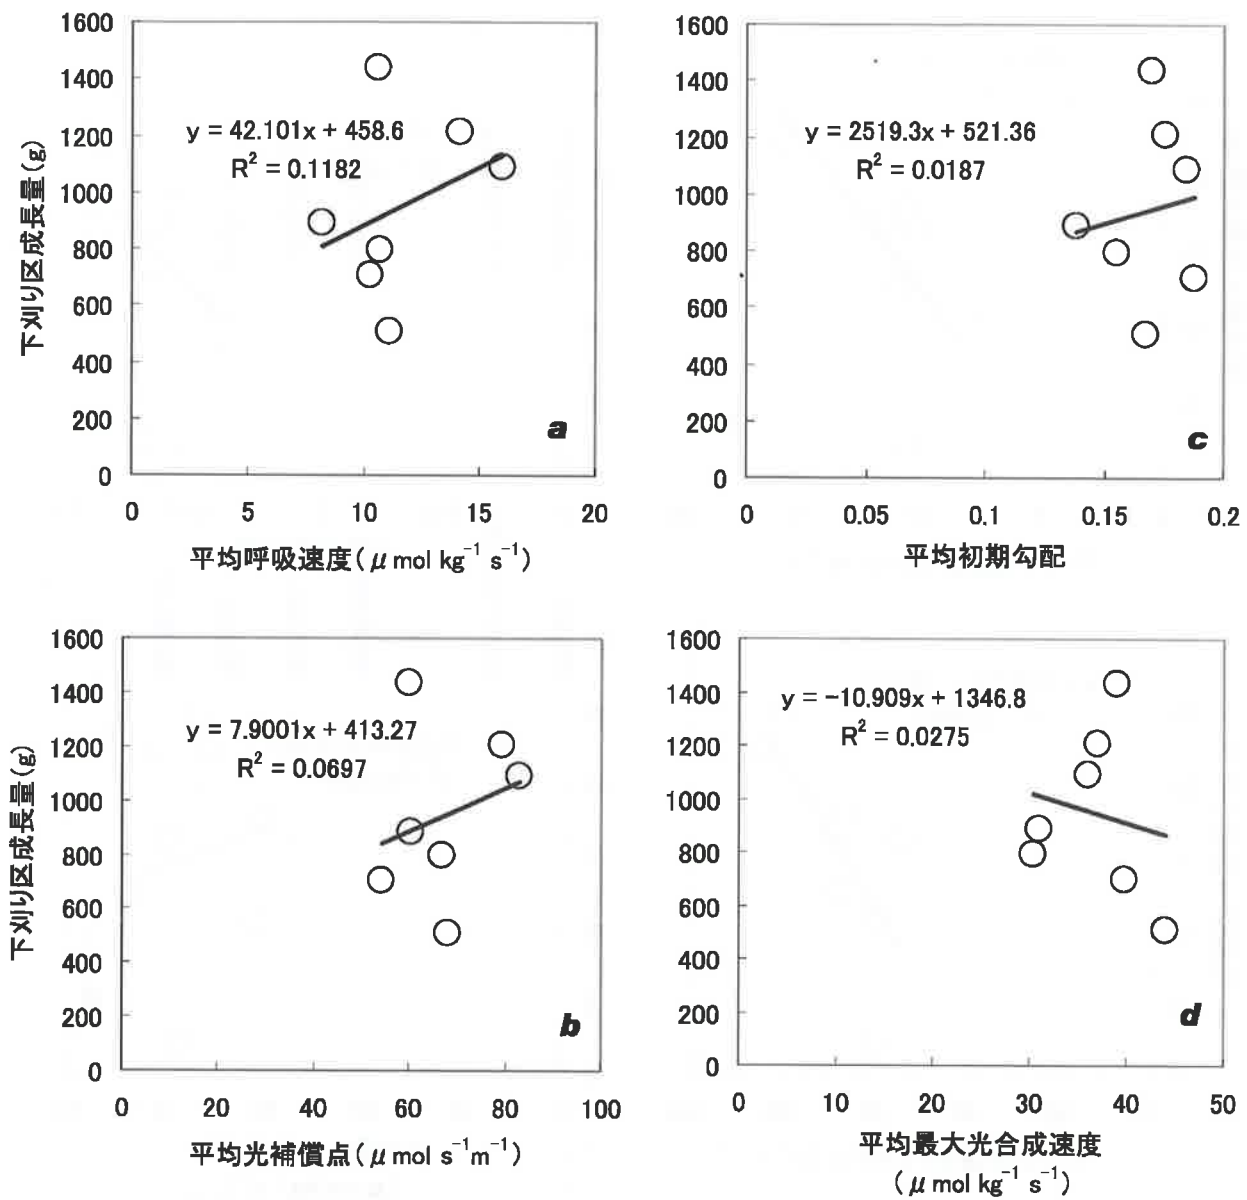 下刈り区成長量(g)
1600
1400
1200
1000
800
600
400
200
0
y = 42.101x + 458.6
R² = 0.1182
a
0 5 10 15 20
平均呼吸速度(μmol kg⁻¹ s⁻¹)
1600
1400
1200
1000
800
600
400
200
0
y = 2519.3x + 521.36
R² = 0.0187
c
0 0.05 0.1 0.15 0.2
平均初期勾配
下刈り区成長量(g)
1600
1400
1200
1000
800
600
400
200
0
y = 7.9001x + 413.27
R² = 0.0697
b
0 20 40 60 80 100
平均光補償点(μmol s⁻¹m⁻¹)
1600
1400
1200
1000
800
600
400
200
0
y = −10.909x + 1346.8
R² = 0.0275
d
0 10 20 30 40 50
平均最大光合成速度
(μmol kg⁻¹ s⁻¹)